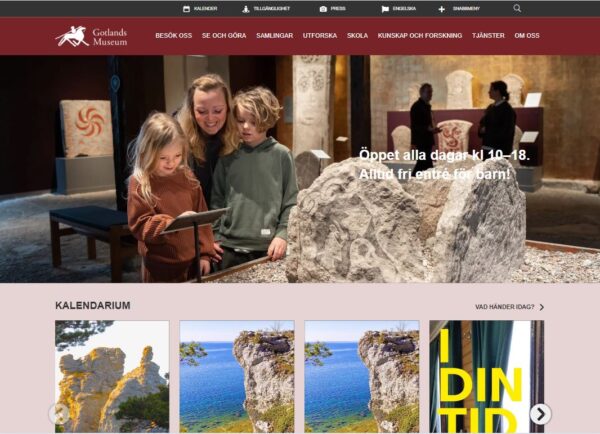 KALENDER TILLGÄNGLIGHET PRESS ENGELSKA SNABBMENY
Gotlands
Museum
BESÖK OSS SE OCH GÖRA SAMLINGAR UTFORSKA SKOLA KUNSKAP OCH FORSKNING TJÄNSTER OM OSS
Öppet alla dagar kl 10–18.
Alltid fri entré för barn!
KALENDARIUM
VAD HÄNDER IDAG?
I
DIN
TID